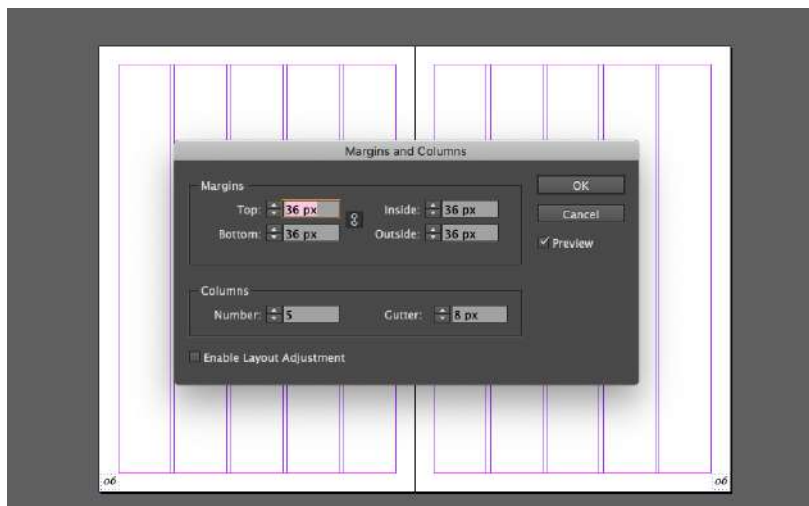 Margins and Columns
Margins
Top: 36 px
Inside: 36 px
Bottom: 36 px
Outside: 36 px
OK
Cancel
Preview
Columns
Number: 5
Gutter: 8 px
Enable Layout Adjustment
06
06